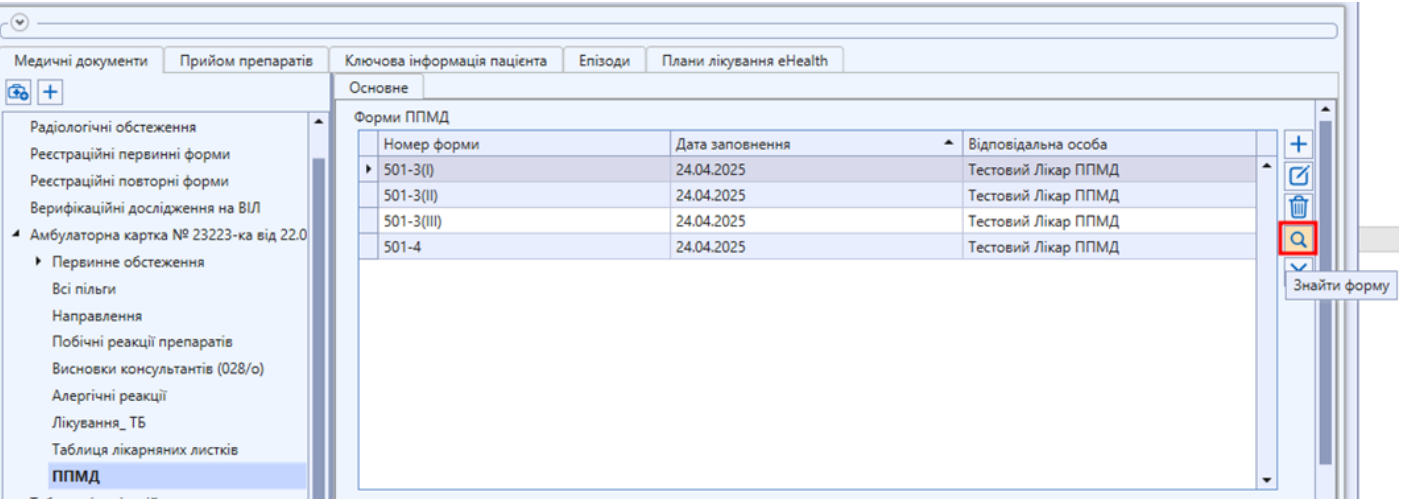 Медичні документи Прийом препаратів Ключова інформація пацієнта Епізоди Плани лікування eHealth
Основне
Радіологічні обстеження
Реєстраційні первинні форми
Реєстраційні повторні форми
Верифікаційні дослідження на ВІЛ
Амбулаторна картка № 23223-ка від 22.0
Первинне обстеження
Всі пільги
Направлення
Побічні реакції препаратів
Висновки консультантів (028/о)
Алергічні реакції
Лікування_ ТБ
Таблиця лікарняних листків
ППМД
Форми ППМД
Номер форми Дата заповнення Відповідальна особа
501-3(I) 24.04.2025 Тестовий Лікар ППМД
501-3(II) 24.04.2025 Тестовий Лікар ППМД
501-3(III) 24.04.2025 Тестовий Лікар ППМД
501-4 24.04.2025 Тестовий Лікар ППМД
Знайти форму